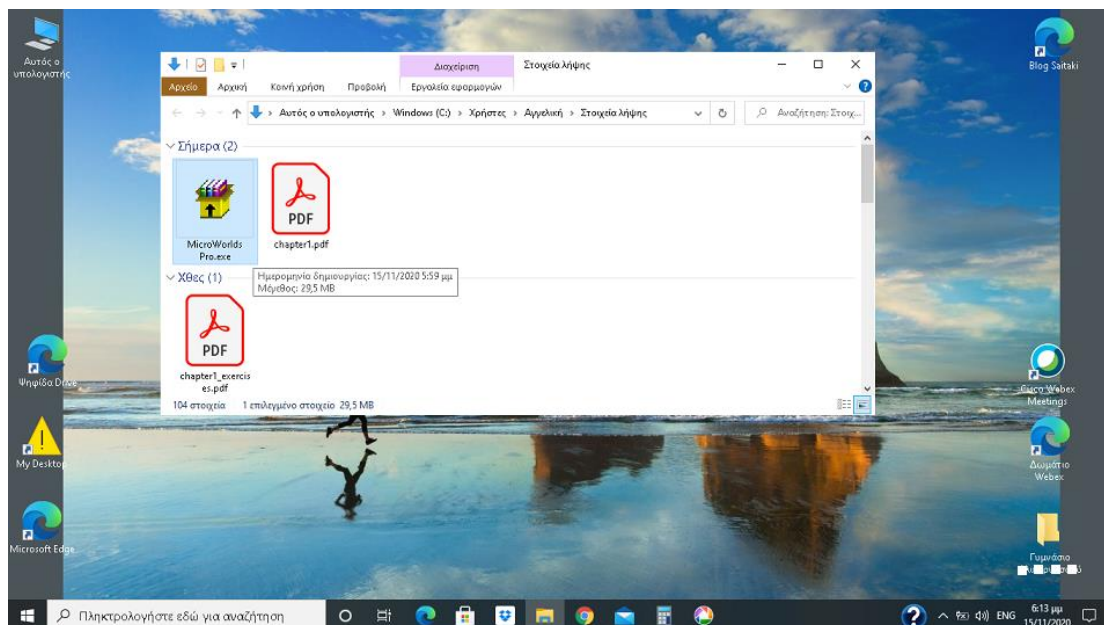 Αυτός ο
υπολογιστής
Διαχείριση
Στοιχεία λήψης
Blog Saitaki
Αρχείο Αρχική Κοινή χρήση Προβολή Εργαλεία εφαρμογών
Αυτός ο υπολογιστής > Windows (C:) > Χρήστες > Αγγελική > Στοιχεία λήψης
Αναζήτηση: Στοιχ...
Σήμερα (2)
PDF
MicroWorlds
Pro.exe
chapter1.pdf
Χθες (1)
Ημερομηνία δημιουργίας: 15/11/2020 5:59 μμ
Μέγεθος: 29,5 MB
PDF
chapter1_exercis
es.pdf
104 στοιχεία 1 επιλεγμένο στοιχείο 29,5 MB
Ψηφίδα Drive
Cisco Webex
Meetings
My Desktop
Δωμάτιο
Webex
Microsoft Edge
Γυμνάσιο
Πληκτρολογήστε εδώ για αναζήτηση
ENG
6:13 μμ
15/11/2020